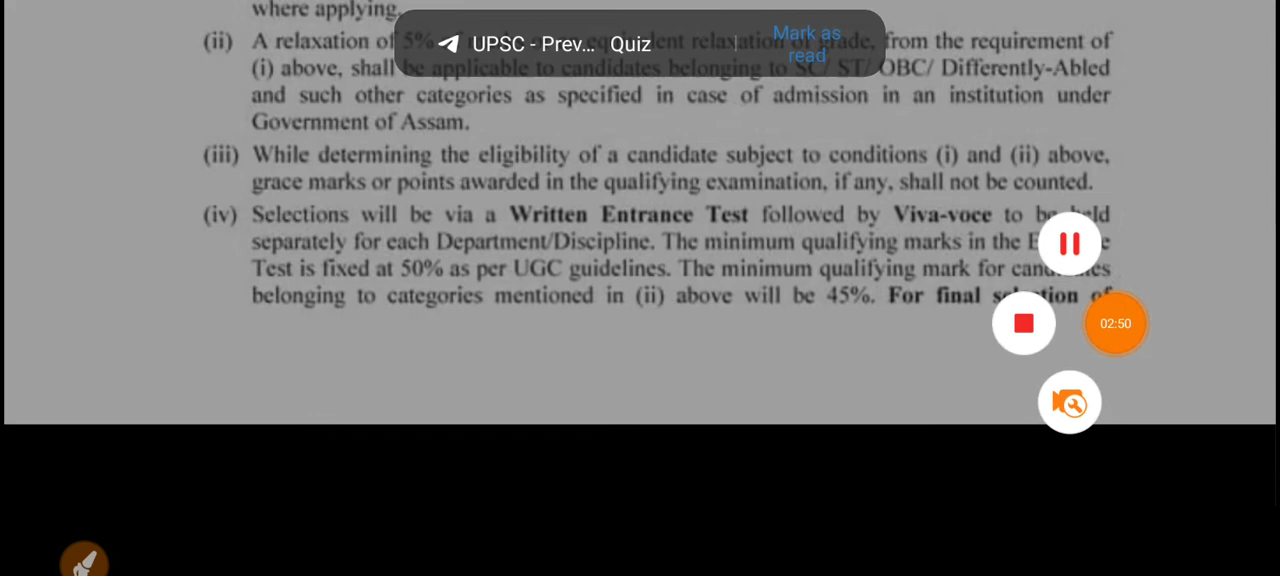 where applying.
(ii) A relaxation of 5% relaxation grade, from the requirement of
UPSC - Prev... Quiz
Mark as
read
(i) above, shall be applicable to candidates belonging to SC/ ST/ OBC/ Differently-Abled
and such other categories as specified in case of admission in an institution under
Government of Assam.
(iii) While determining the eligibility of a candidate subject to conditions (i) and (ii) above,
grace marks or points awarded in the qualifying examination, if any, shall not be counted.
(iv) Selections will be via a Written Entrance Test followed by Viva-voce to be held
separately for each Department/Discipline. The minimum qualifying marks in the
Test is fixed at 50% as per UGC guidelines. The minimum qualifying mark for candidates
belonging to categories mentioned in (ii) above will be 45%. For final selection of
02:50